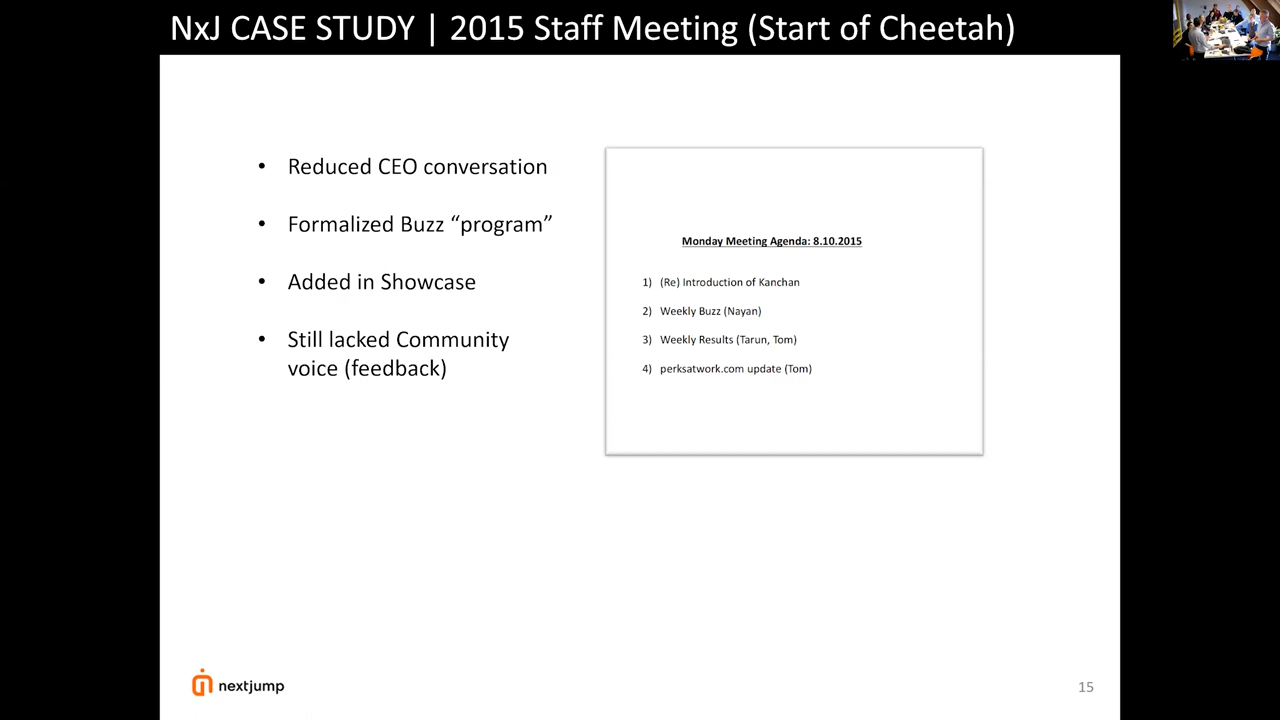 NxJ CASE STUDY | 2015 Staff Meeting (Start of Cheetah)
• Reduced CEO conversation
• Formalized Buzz “program”
• Added in Showcase
• Still lacked Community
voice (feedback)
Monday Meeting Agenda: 8.10.2015
1) (Re) Introduction of Kanchan
2) Weekly Buzz (Nayan)
3) Weekly Results (Tarun, Tom)
4) perksatwork.com update (Tom)
nextjump
15